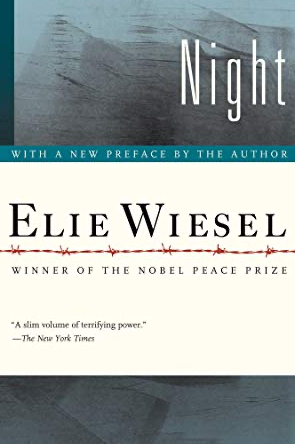 Night
WITH A NEW PREFACE BY THE AUTHOR
ELIE WIESEL
WINNER OF THE NOBEL PEACE PRIZE
“A slim volume of terrifying power.”
—The New York Times